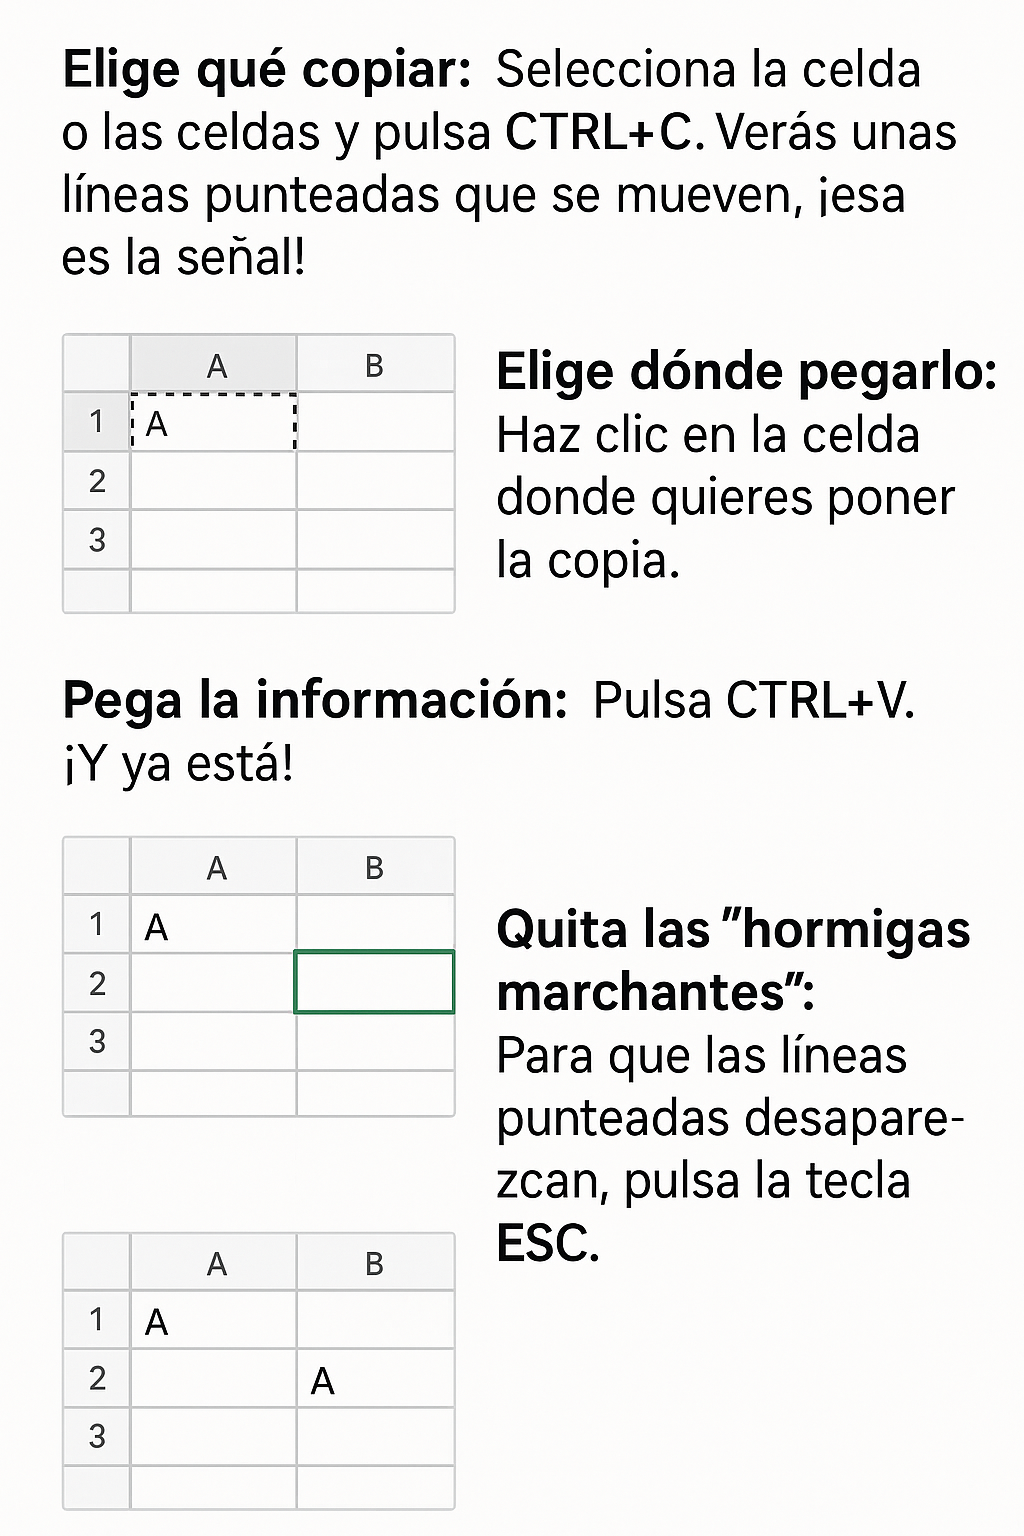 Elige qué copiar: Selecciona la celda
o las celdas y pulsa CTRL+C. Verás unas
líneas punteadas que se mueven, ¡esa
es la señal!
A B
1 A
2
3
Elige dónde pegarlo:
Haz clic en la celda
donde quieres poner
la copia.
Pega la información: Pulsa CTRL+V.
¡Y ya está!
A B
1 A
2
3
Quita las "hormigas
marchantes":
Para que las líneas
punteadas desapare-
zcan, pulsa la tecla
ESC.
A B
1 A
2 A
3